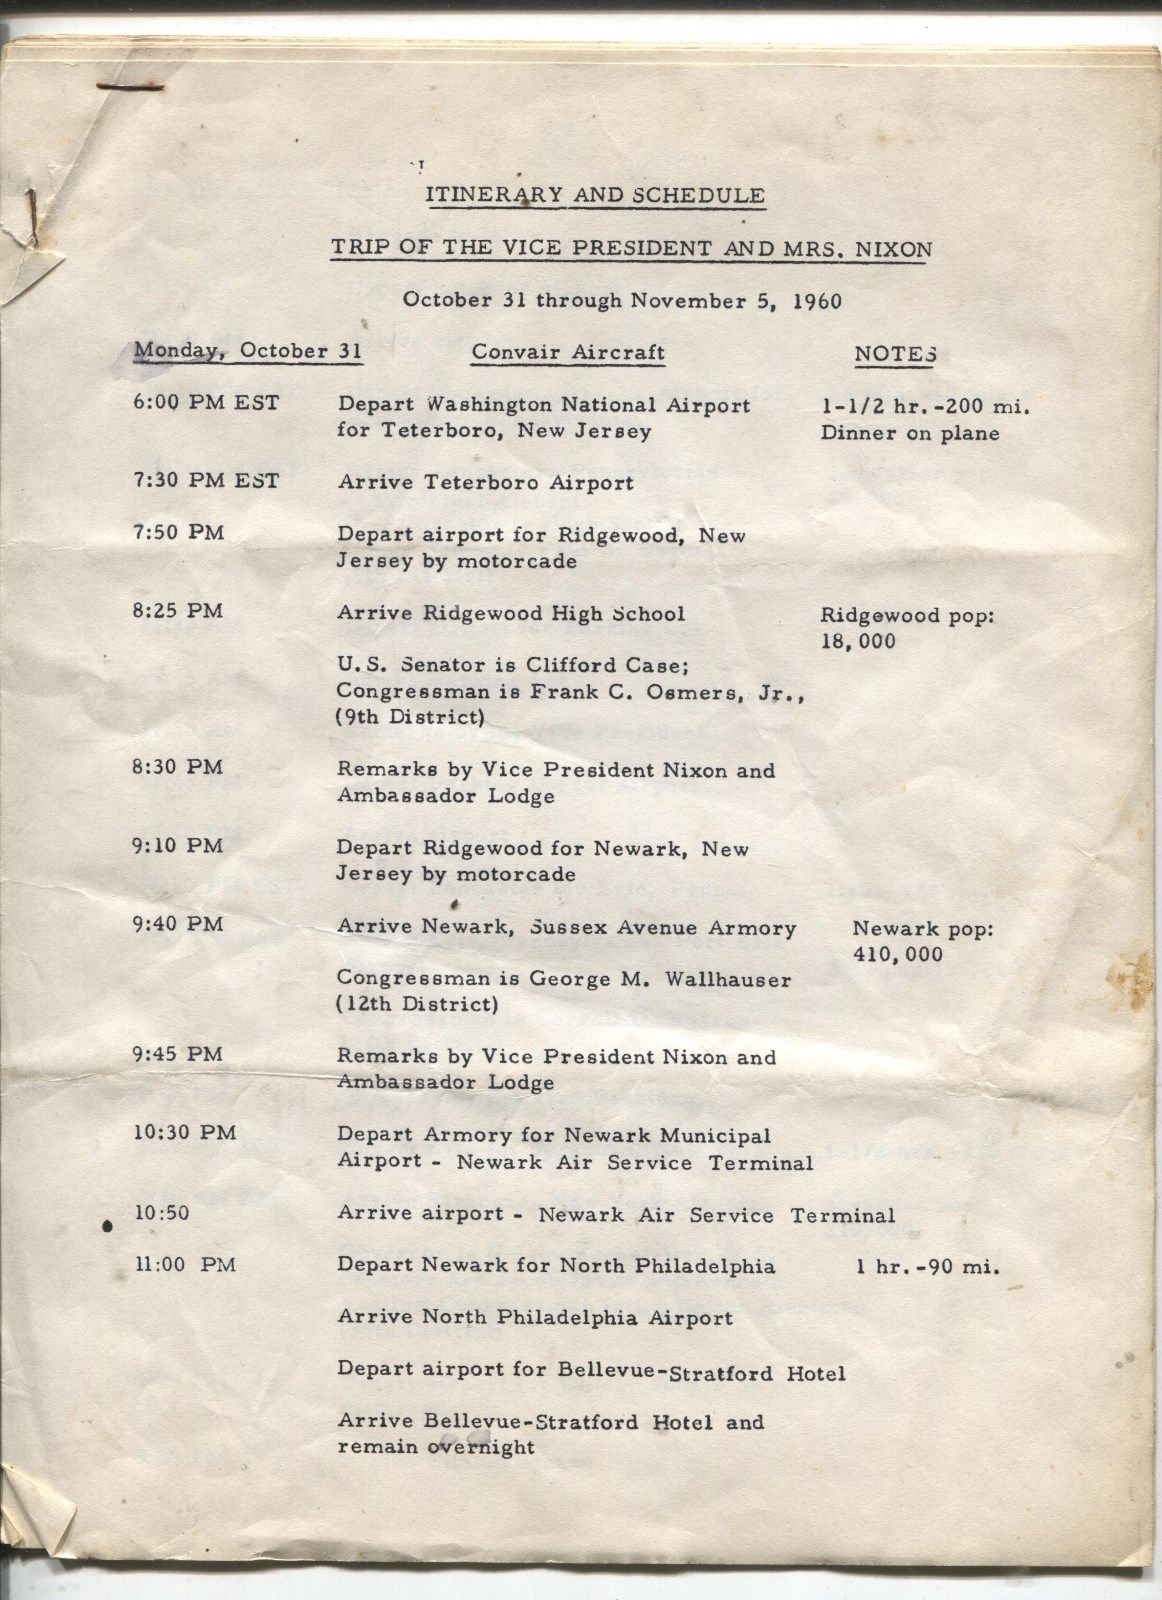 ITINERARY AND SCHEDULE
TRIP OF THE VICE PRESIDENT AND MRS. NIXON
October 31 through November 5, 1960
Monday, October 31 Convair Aircraft NOTES
6:00 PM EST Depart Washington National Airport 1-1/2 hr. -200 mi.
for Teterboro, New Jersey Dinner on plane
7:30 PM EST Arrive Teterboro Airport
7:50 PM Depart airport for Ridgewood, New
Jersey by motorcade
8:25 PM Arrive Ridgewood High School Ridgewood pop:
18,000
U.S. Senator is Clifford Case;
Congressman is Frank C. Osmers, Jr.,
(9th District)
8:30 PM Remarks by Vice President Nixon and
Ambassador Lodge
9:10 PM Depart Ridgewood for Newark, New
Jersey by motorcade
9:40 PM Arrive Newark, Sussex Avenue Armory Newark pop:
410,000
Congressman is George M. Wallhauser
(12th District)
9:45 PM Remarks by Vice President Nixon and
Ambassador Lodge
10:30 PM Depart Armory for Newark Municipal
Airport - Newark Air Service Terminal
10:50 Arrive airport - Newark Air Service Terminal
11:00 PM Depart Newark for North Philadelphia 1 hr. -90 mi.
Arrive North Philadelphia Airport
Depart airport for Bellevue-Stratford Hotel
Arrive Bellevue-Stratford Hotel and
remain overnight